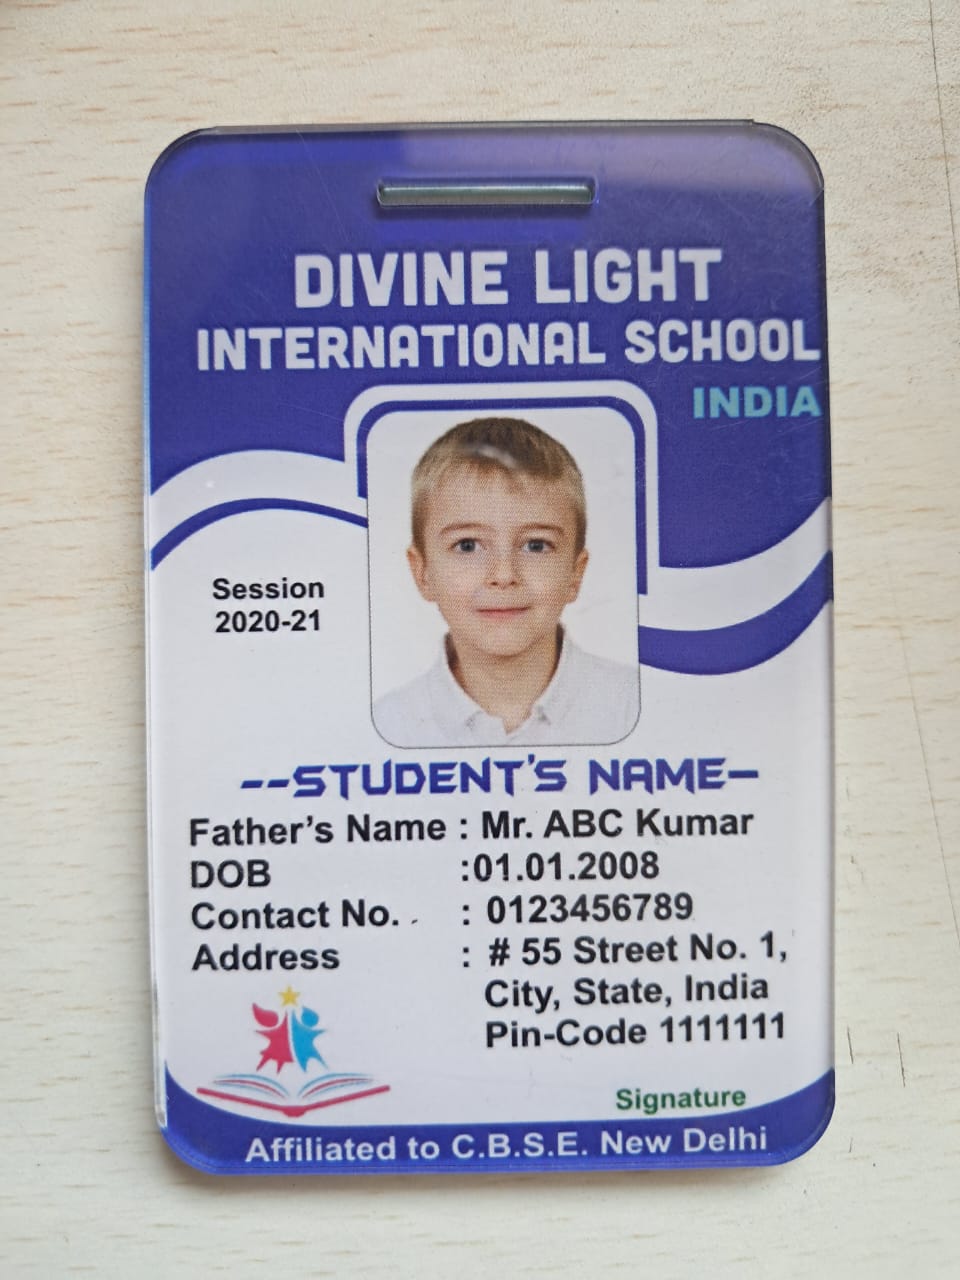 DIVINE LIGHT
INTERNATIONAL SCHOOL
INDIA
Session
2020-21
--STUDENT'S NAME–
Father's Name : Mr. ABC Kumar
DOB :01.01.2008
Contact No. : 0123456789
Address : # 55 Street No. 1,
City, State, India
Pin-Code 1111111
Signature
Affiliated to C.B.S.E. New Delhi